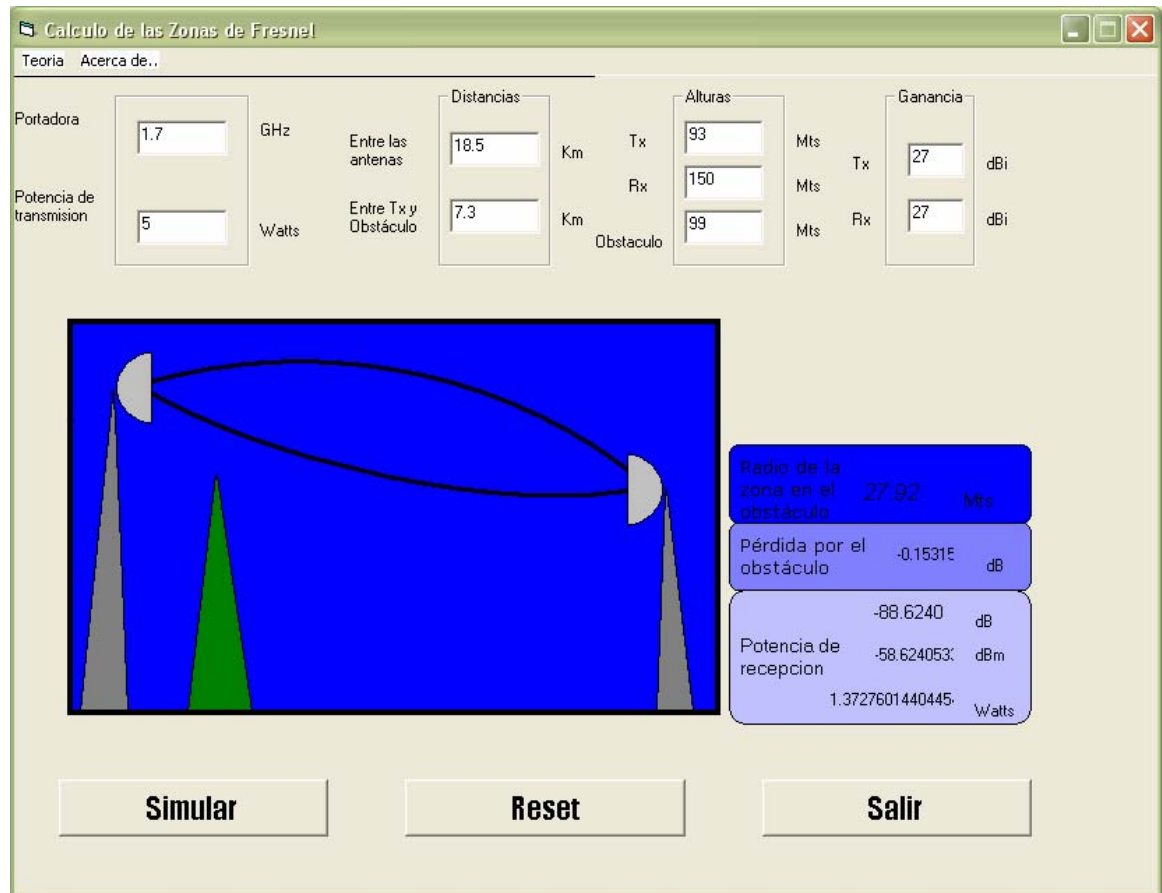 Calculo de las Zonas de Fresnel
Teoria Acerca de..
Portadora
1.7
GHz
Potencia de
transmision
5
Watts
Distancias
Entre las
antenas
18.5
Km
Entre Tx y
Obstáculo
7.3
Km
Alturas
Tx
93
Mts
Rx
150
Mts
Obstaculo
99
Mts
Ganancia
Tx
27
dBi
Rx
27
dBi
Radio de la
zona en el
obstáculo
27.92
Mts
Pérdida por el
obstáculo
-0.15315
dB
Potencia de
recepcion
-88.6240
dB
-58.6240533
dBm
1.3727601440445
Watts
Simular
Reset
Salir